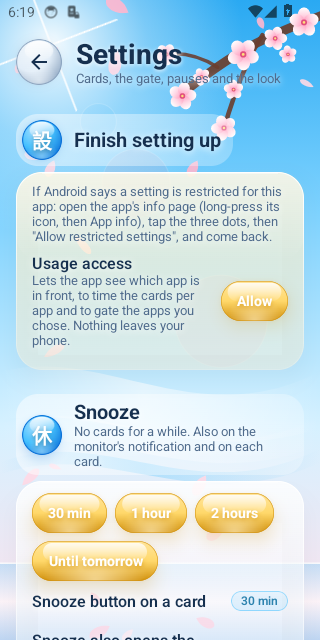 6:19
Settings
Cards, the gate, pauses and the look
設
Finish setting up
If Android says a setting is restricted for this
app: open the app's info page (long-press its
icon, then App info), tap the three dots, then
"Allow restricted settings", and come back.
Usage access
Lets the app see which app is
in front, to time the cards per
app and to gate the apps you
chose. Nothing leaves your
phone.
Allow
休
Snooze
No cards for a while. Also on the
monitor's notification and on each
card.
30 min
1 hour
2 hours
Until tomorrow
Snooze button on a card
30 min
Snooze also opens the